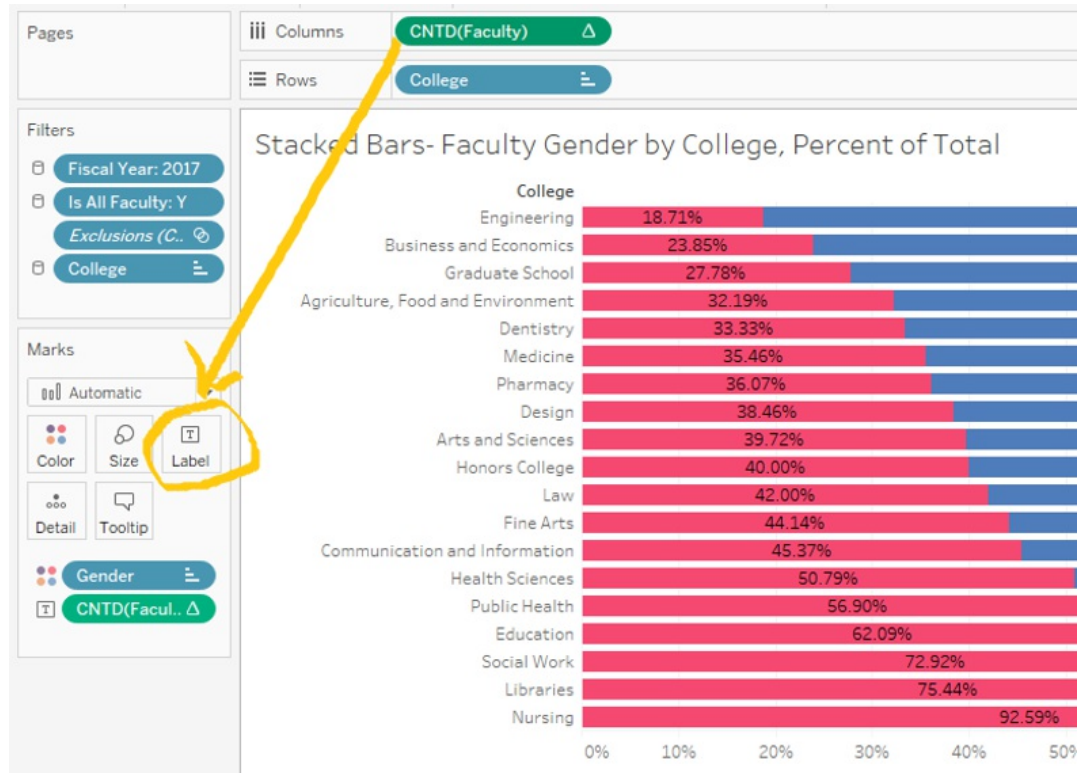 Pages
Columns
CNTD(Faculty)
Rows
College
Filters
Fiscal Year: 2017
Is All Faculty: Y
Exclusions (C..
College
Marks
Automatic
Color
Size
Label
Detail
Tooltip
Gender
CNTD(Facul..
Stacked Bars- Faculty Gender by College, Percent of Total
College
Engineering 18.71%
Business and Economics 23.85%
Graduate School 27.78%
Agriculture, Food and Environment 32.19%
Dentistry 33.33%
Medicine 35.46%
Pharmacy 36.07%
Design 38.46%
Arts and Sciences 39.72%
Honors College 40.00%
Law 42.00%
Fine Arts 44.14%
Communication and Information 45.37%
Health Sciences 50.79%
Public Health 56.90%
Education 62.09%
Social Work 72.92%
Libraries 75.44%
Nursing 92.59%
0% 10% 20% 30% 40% 50%